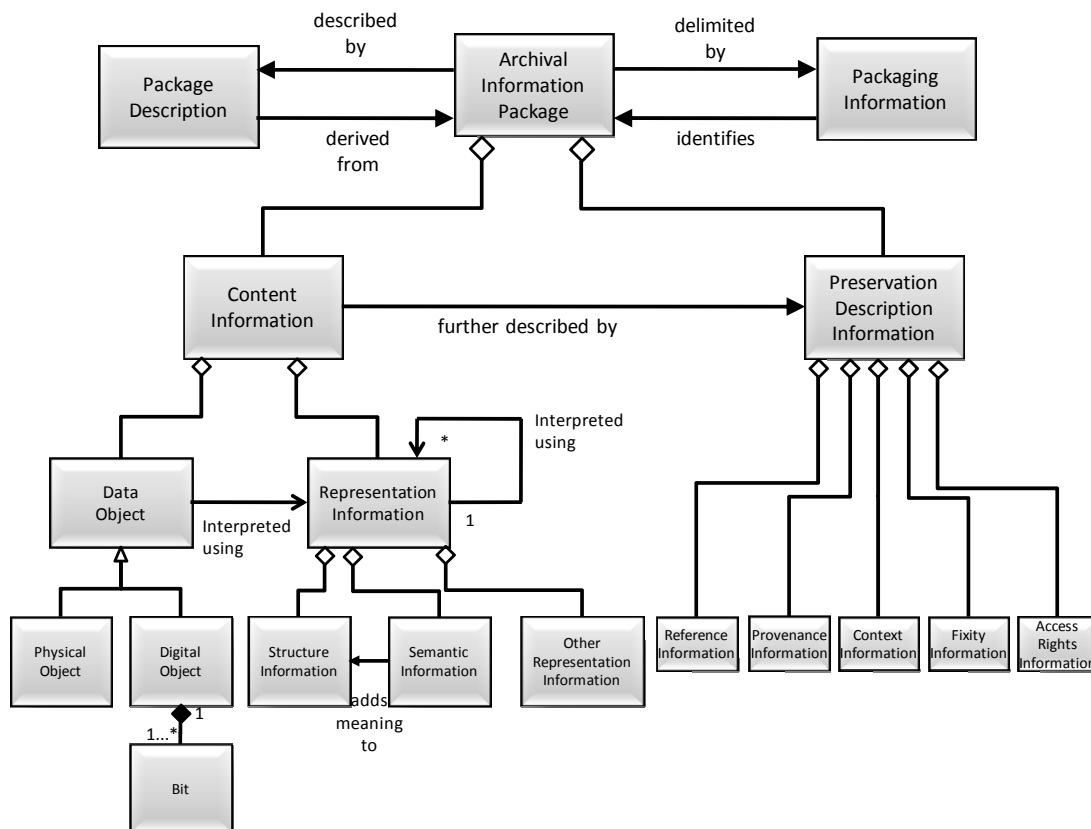 described
by
delimited
by
Package
Description
Archival
Information
Package
Packaging
Information
derived
from
identifies
Content
Information
further described by
Preservation
Description
Information
Interpreted
using
*
Data
Object
Interpreted
using
Representation
Information
1
Physical
Object
Digital
Object
Structure
Information
Semantic
Information
Other
Representation
Information
Reference
Information
Provenance
Information
Context
Information
Fixity
Information
Access
Rights
Information
adds
meaning
to
1
1...*
Bit